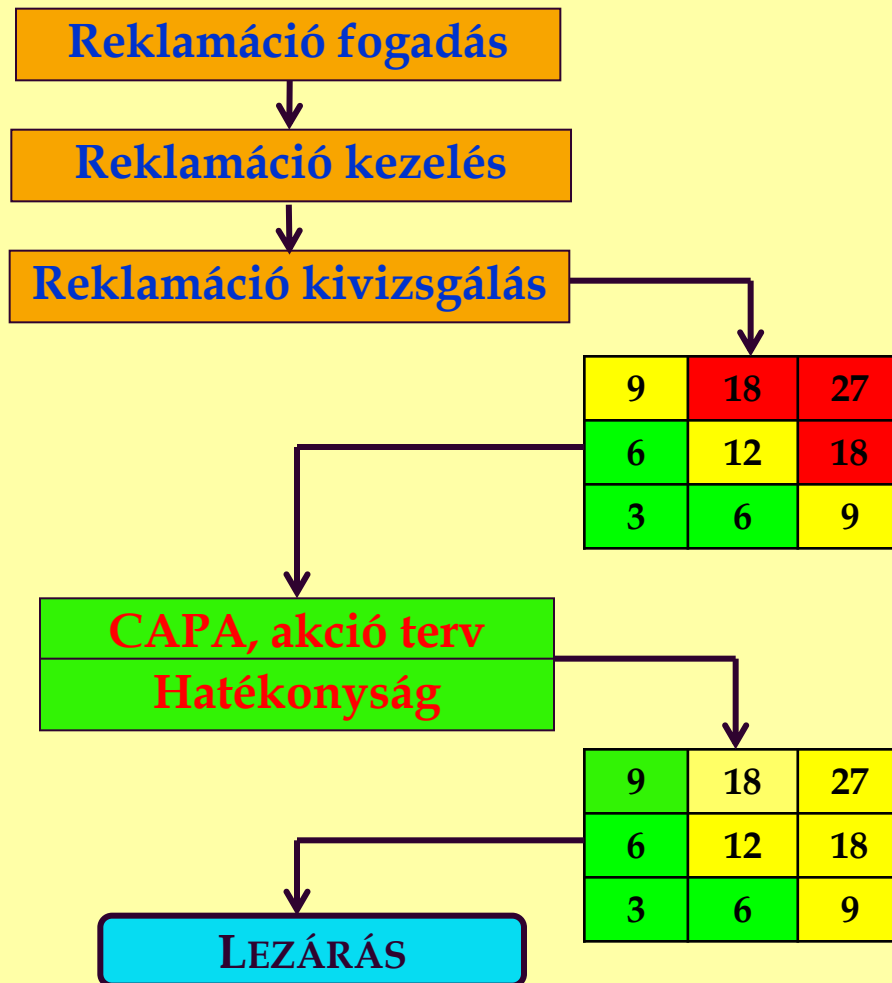 Reklamáció fogadás
Reklamáció kezelés
Reklamáció kivizsgálás
9 18 27
6 12 18
3 6 9
CAPA, akció terv
Hatékonyság
9 18 27
6 12 18
3 6 9
LEZÁRÁS